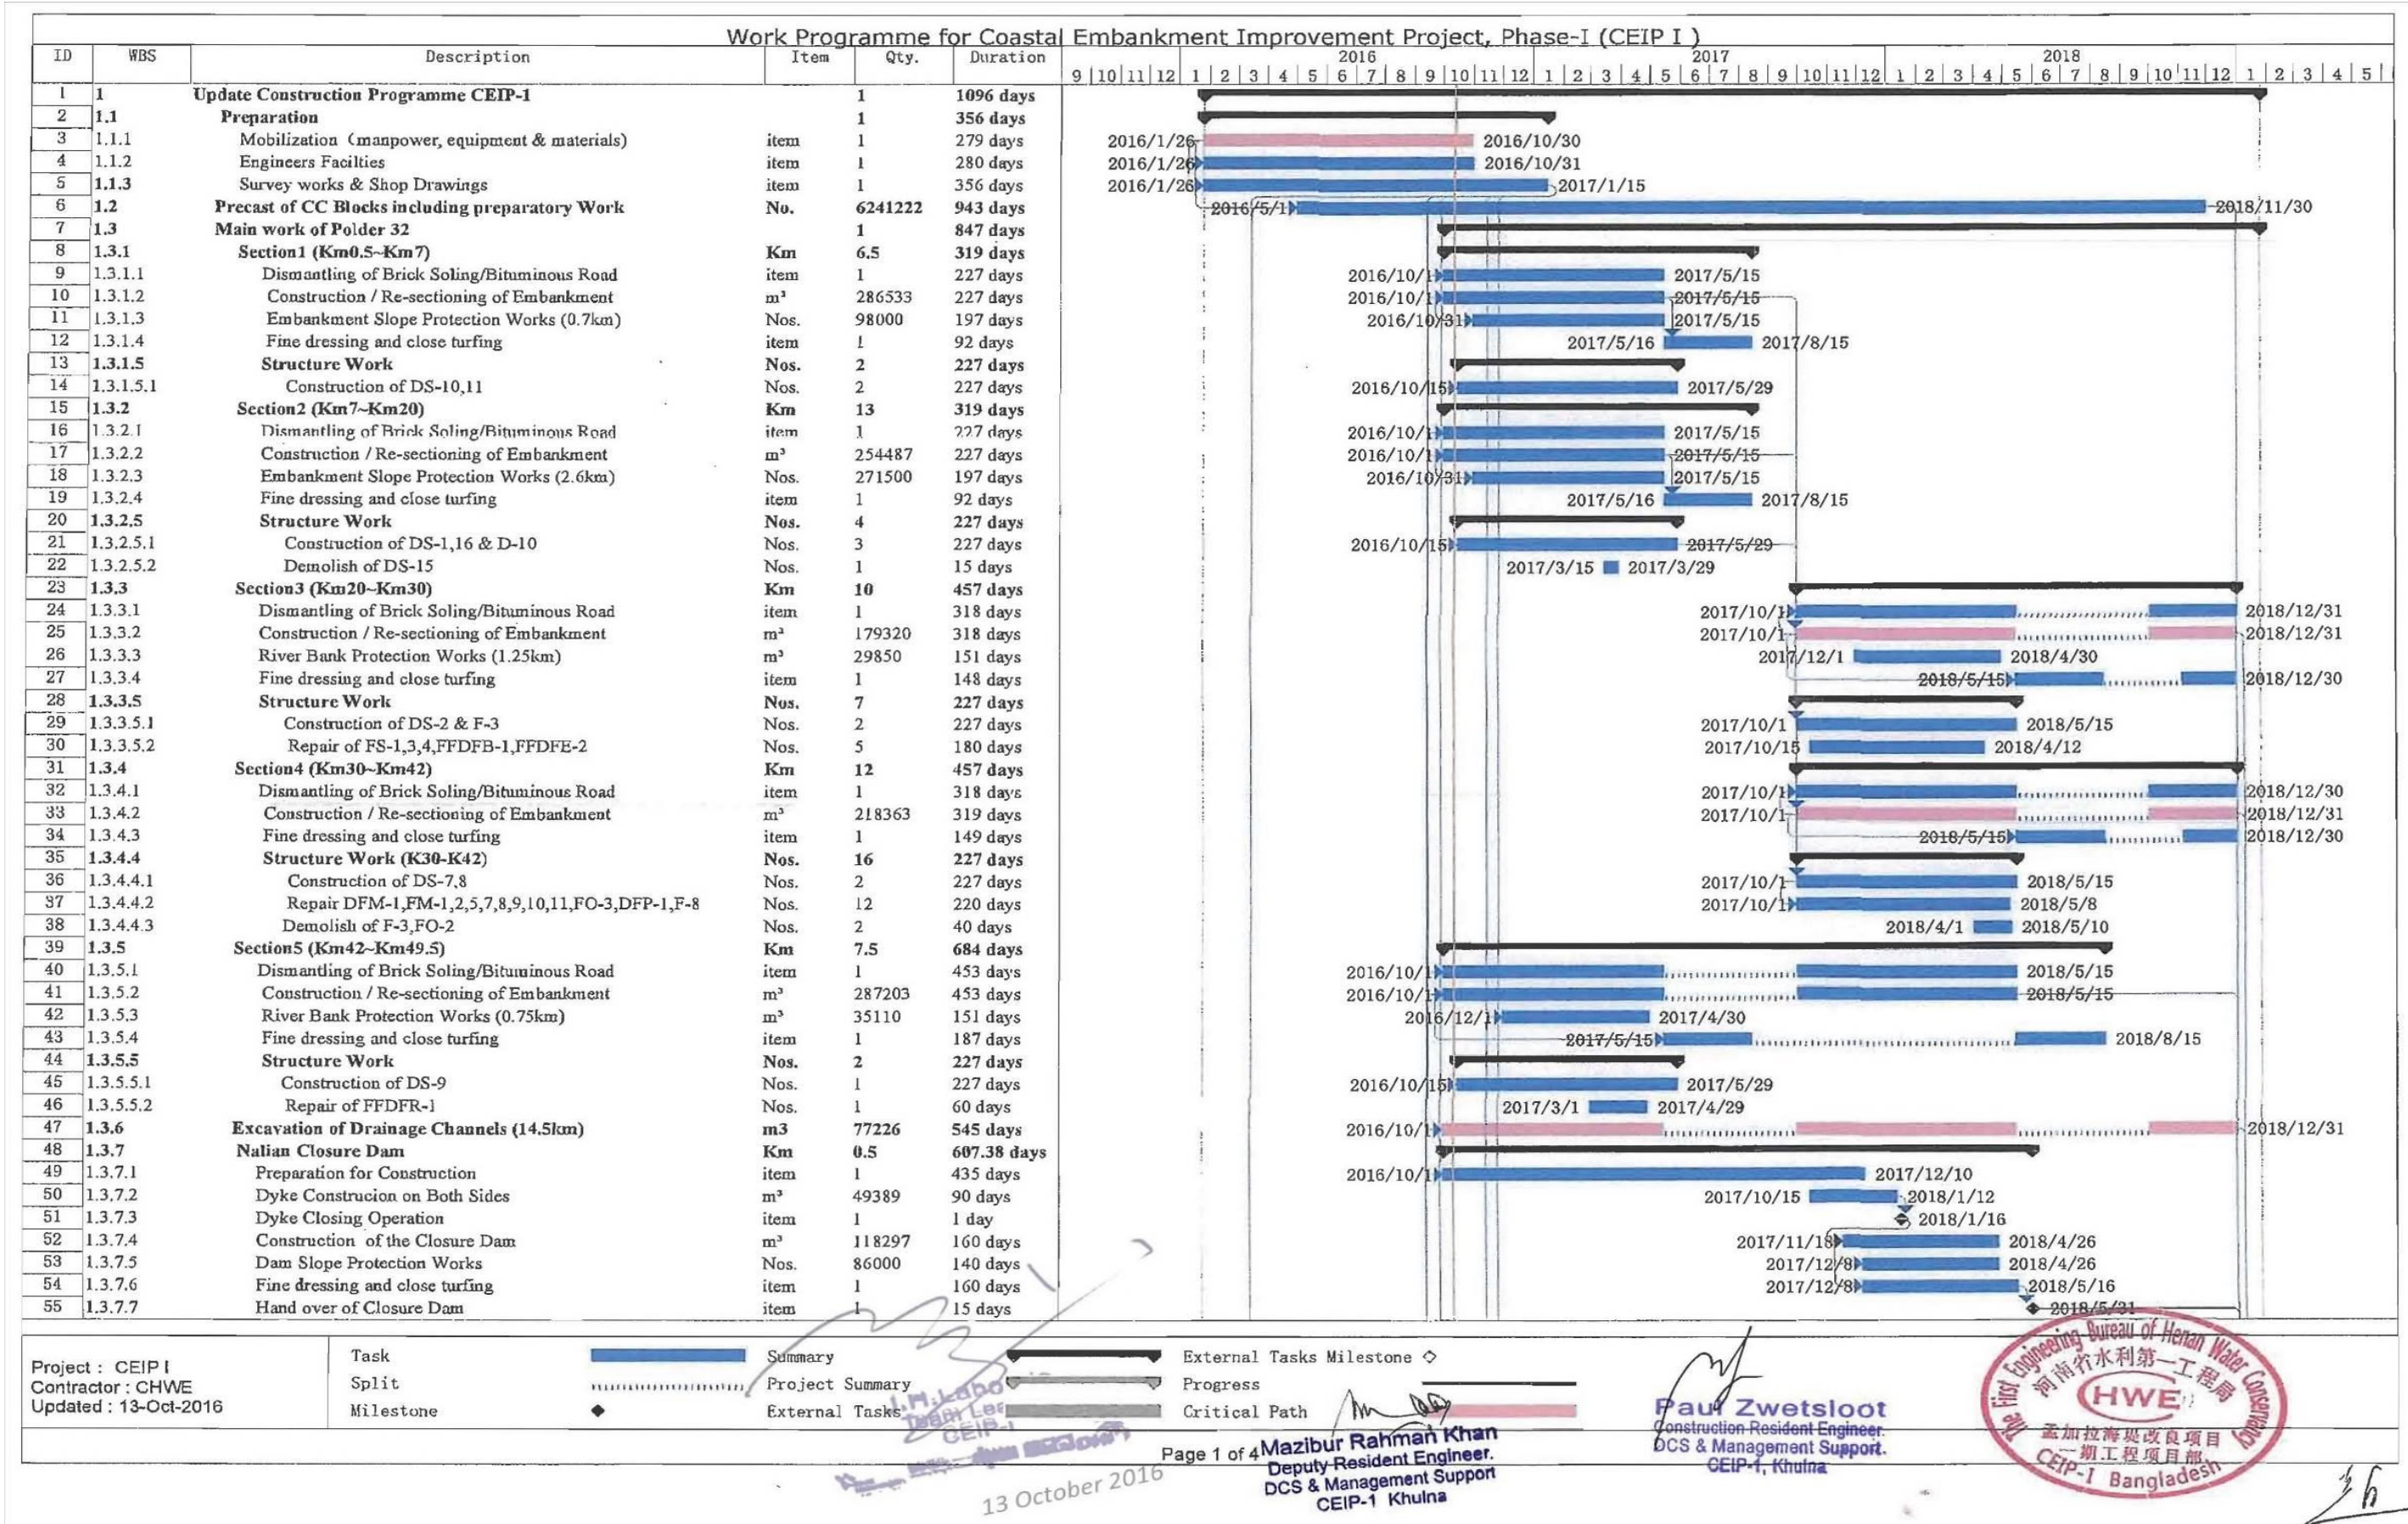 Work Programme for Coastal Embankment Improvement Project, Phase-I (CEIP I )
ID WBS Description Item Qty. Duration 2016 2017 2018
9 10 11 12 1 2 3 4 5 6 7 8 9 10 11 12 1 2 3 4 5 6 7 8 9 10 11 12 1 2 3 4 5 6 7 8 9 10 11 12 1 2 3 4 5
1 1 Update Construction Programme CEIP-1 1 1096 days
2 1.1 Preparation 1 356 days
3 1.1.1 Mobilization (manpower, equipment & materials) item 1 279 days 2016/1/26 2016/10/30
4 1.1.2 Engineers Facilties item 1 280 days 2016/1/26 2016/10/31
5 1.1.3 Survey works & Shop Drawings item 1 356 days 2016/1/26 2017/1/15
6 1.2 Precast of CC Blocks including preparatory Work No. 6241222 943 days 2016/5/1 2018/11/30
7 1.3 Main work of Polder 32 1 847 days
8 1.3.1 Section1 (Km0.5~Km7) Km 6.5 319 days
9 1.3.1.1 Dismantling of Brick Soling/Bituminous Road item 1 227 days 2016/10/1 2017/5/15
10 1.3.1.2 Construction / Re-sectioning of Embankment m³ 286533 227 days 2016/10/1 2017/5/15
11 1.3.1.3 Embankment Slope Protection Works (0.7km) Nos. 98000 197 days 2016/10/31 2017/5/15
12 1.3.1.4 Fine dressing and close turfing item 1 92 days 2017/5/16 2017/8/15
13 1.3.1.5 Structure Work Nos. 2 227 days
14 1.3.1.5.1 Construction of DS-10,11 Nos. 2 227 days 2016/10/15 2017/5/29
15 1.3.2 Section2 (Km7~Km20) Km 13 319 days
16 1.3.2.1 Dismantling of Brick Soling/Bituminous Road item 1 227 days 2016/10/1 2017/5/15
17 1.3.2.2 Construction / Re-sectioning of Embankment m³ 254487 227 days 2016/10/1 2017/5/15
18 1.3.2.3 Embankment Slope Protection Works (2.6km) Nos. 271500 197 days 2016/10/31 2017/5/15
19 1.3.2.4 Fine dressing and close turfing item 1 92 days 2017/5/16 2017/8/15
20 1.3.2.5 Structure Work Nos. 4 227 days
21 1.3.2.5.1 Construction of DS-1,16 & D-10 Nos. 3 227 days 2016/10/15 2017/5/29
22 1.3.2.5.2 Demolish of DS-15 Nos. 1 15 days 2017/3/15 2017/3/29
23 1.3.3 Section3 (Km20~Km30) Km 10 457 days
24 1.3.3.1 Dismantling of Brick Soling/Bituminous Road item 1 318 days 2017/10/1 2018/12/31
25 1.3.3.2 Construction / Re-sectioning of Embankment m³ 179320 318 days 2017/10/1 2018/12/31
26 1.3.3.3 River Bank Protection Works (1.25km) m³ 29850 151 days 2017/12/1 2018/4/30
27 1.3.3.4 Fine dressing and close turfing item 1 148 days 2018/5/15 2018/12/30
28 1.3.3.5 Structure Work Nos. 7 227 days
29 1.3.3.5.1 Construction of DS-2 & F-3 Nos. 2 227 days 2017/10/1 2018/5/15
30 1.3.3.5.2 Repair of FS-1,3,4,FFDFB-1,FFDFE-2 Nos. 5 180 days 2017/10/15 2018/4/12
31 1.3.4 Section4 (Km30~Km42) Km 12 457 days
32 1.3.4.1 Dismantling of Brick Soling/Bituminous Road item 1 318 days 2017/10/1 2018/12/30
33 1.3.4.2 Construction / Re-sectioning of Embankment m³ 218363 319 days 2017/10/1 2018/12/31
34 1.3.4.3 Fine dressing and close turfing item 1 149 days 2018/5/15 2018/12/30
35 1.3.4.4 Structure Work (K30-K42) Nos. 16 227 days
36 1.3.4.4.1 Construction of DS-7,8 Nos. 2 227 days 2017/10/1 2018/5/15
37 1.3.4.4.2 Repair DFM-1,FM-1,2,5,7,8,9,10,11,FO-3,DFP-1,F-8 Nos. 12 220 days 2017/10/1 2018/5/8
38 1.3.4.4.3 Demolish of F-3,FO-2 Nos. 2 40 days 2018/4/1 2018/5/10
39 1.3.5 Section5 (Km42~Km49.5) Km 7.5 684 days
40 1.3.5.1 Dismantling of Brick Soling/Bituminous Road item 1 453 days 2016/10/1 2018/5/15
41 1.3.5.2 Construction / Re-sectioning of Embankment m³ 287203 453 days 2016/10/1 2018/5/15
42 1.3.5.3 River Bank Protection Works (0.75km) m³ 35110 151 days 2016/12/1 2017/4/30
43 1.3.5.4 Fine dressing and close turfing item 1 187 days 2017/5/15 2018/8/15
44 1.3.5.5 Structure Work Nos. 2 227 days
45 1.3.5.5.1 Construction of DS-9 Nos. 1 227 days 2016/10/15 2017/5/29
46 1.3.5.5.2 Repair of FFDFR-1 Nos. 1 60 days 2017/3/1 2017/4/29
47 1.3.6 Excavation of Drainage Channels (14.5km) m3 77226 545 days 2016/10/1 2018/12/31
48 1.3.7 Nalian Closure Dam Km 0.5 607.38 days
49 1.3.7.1 Preparation for Construction item 1 435 days 2016/10/1 2017/12/10
50 1.3.7.2 Dyke Construcion on Both Sides m³ 49389 90 days 2017/10/15 2018/1/12
51 1.3.7.3 Dyke Closing Operation item 1 1 day 2018/1/16
52 1.3.7.4 Construction of the Closure Dam m³ 118297 160 days 2017/11/18 2018/4/26
53 1.3.7.5 Dam Slope Protection Works Nos. 86000 140 days 2017/12/8 2018/4/26
54 1.3.7.6 Fine dressing and close turfing item 1 160 days 2017/12/8 2018/5/16
55 1.3.7.7 Hand over of Closure Dam item 1 15 days 2018/5/31
Project : CEIP I
Contractor : CHWE
Updated : 13-Oct-2016
Task Summary External Tasks Milestone
Split Project Summary Progress
Milestone External Tasks Critical Path
Team
CEIP-I
Page 1 of 4
13 October 2016
Mazibur Rahman Khan
Deputy Resident Engineer.
DCS & Management Support
CEIP-1 Khulna
Paul Zwetsloot
Construction Resident Engineer.
DCS & Management Support.
CEIP-1, Khulna
The First Engineering Bureau of Henan Water Conservancy
河南省水利第一工程局
HWE
孟加拉海堤改良项目
一期工程项目部
CEIP-I Bangladesh